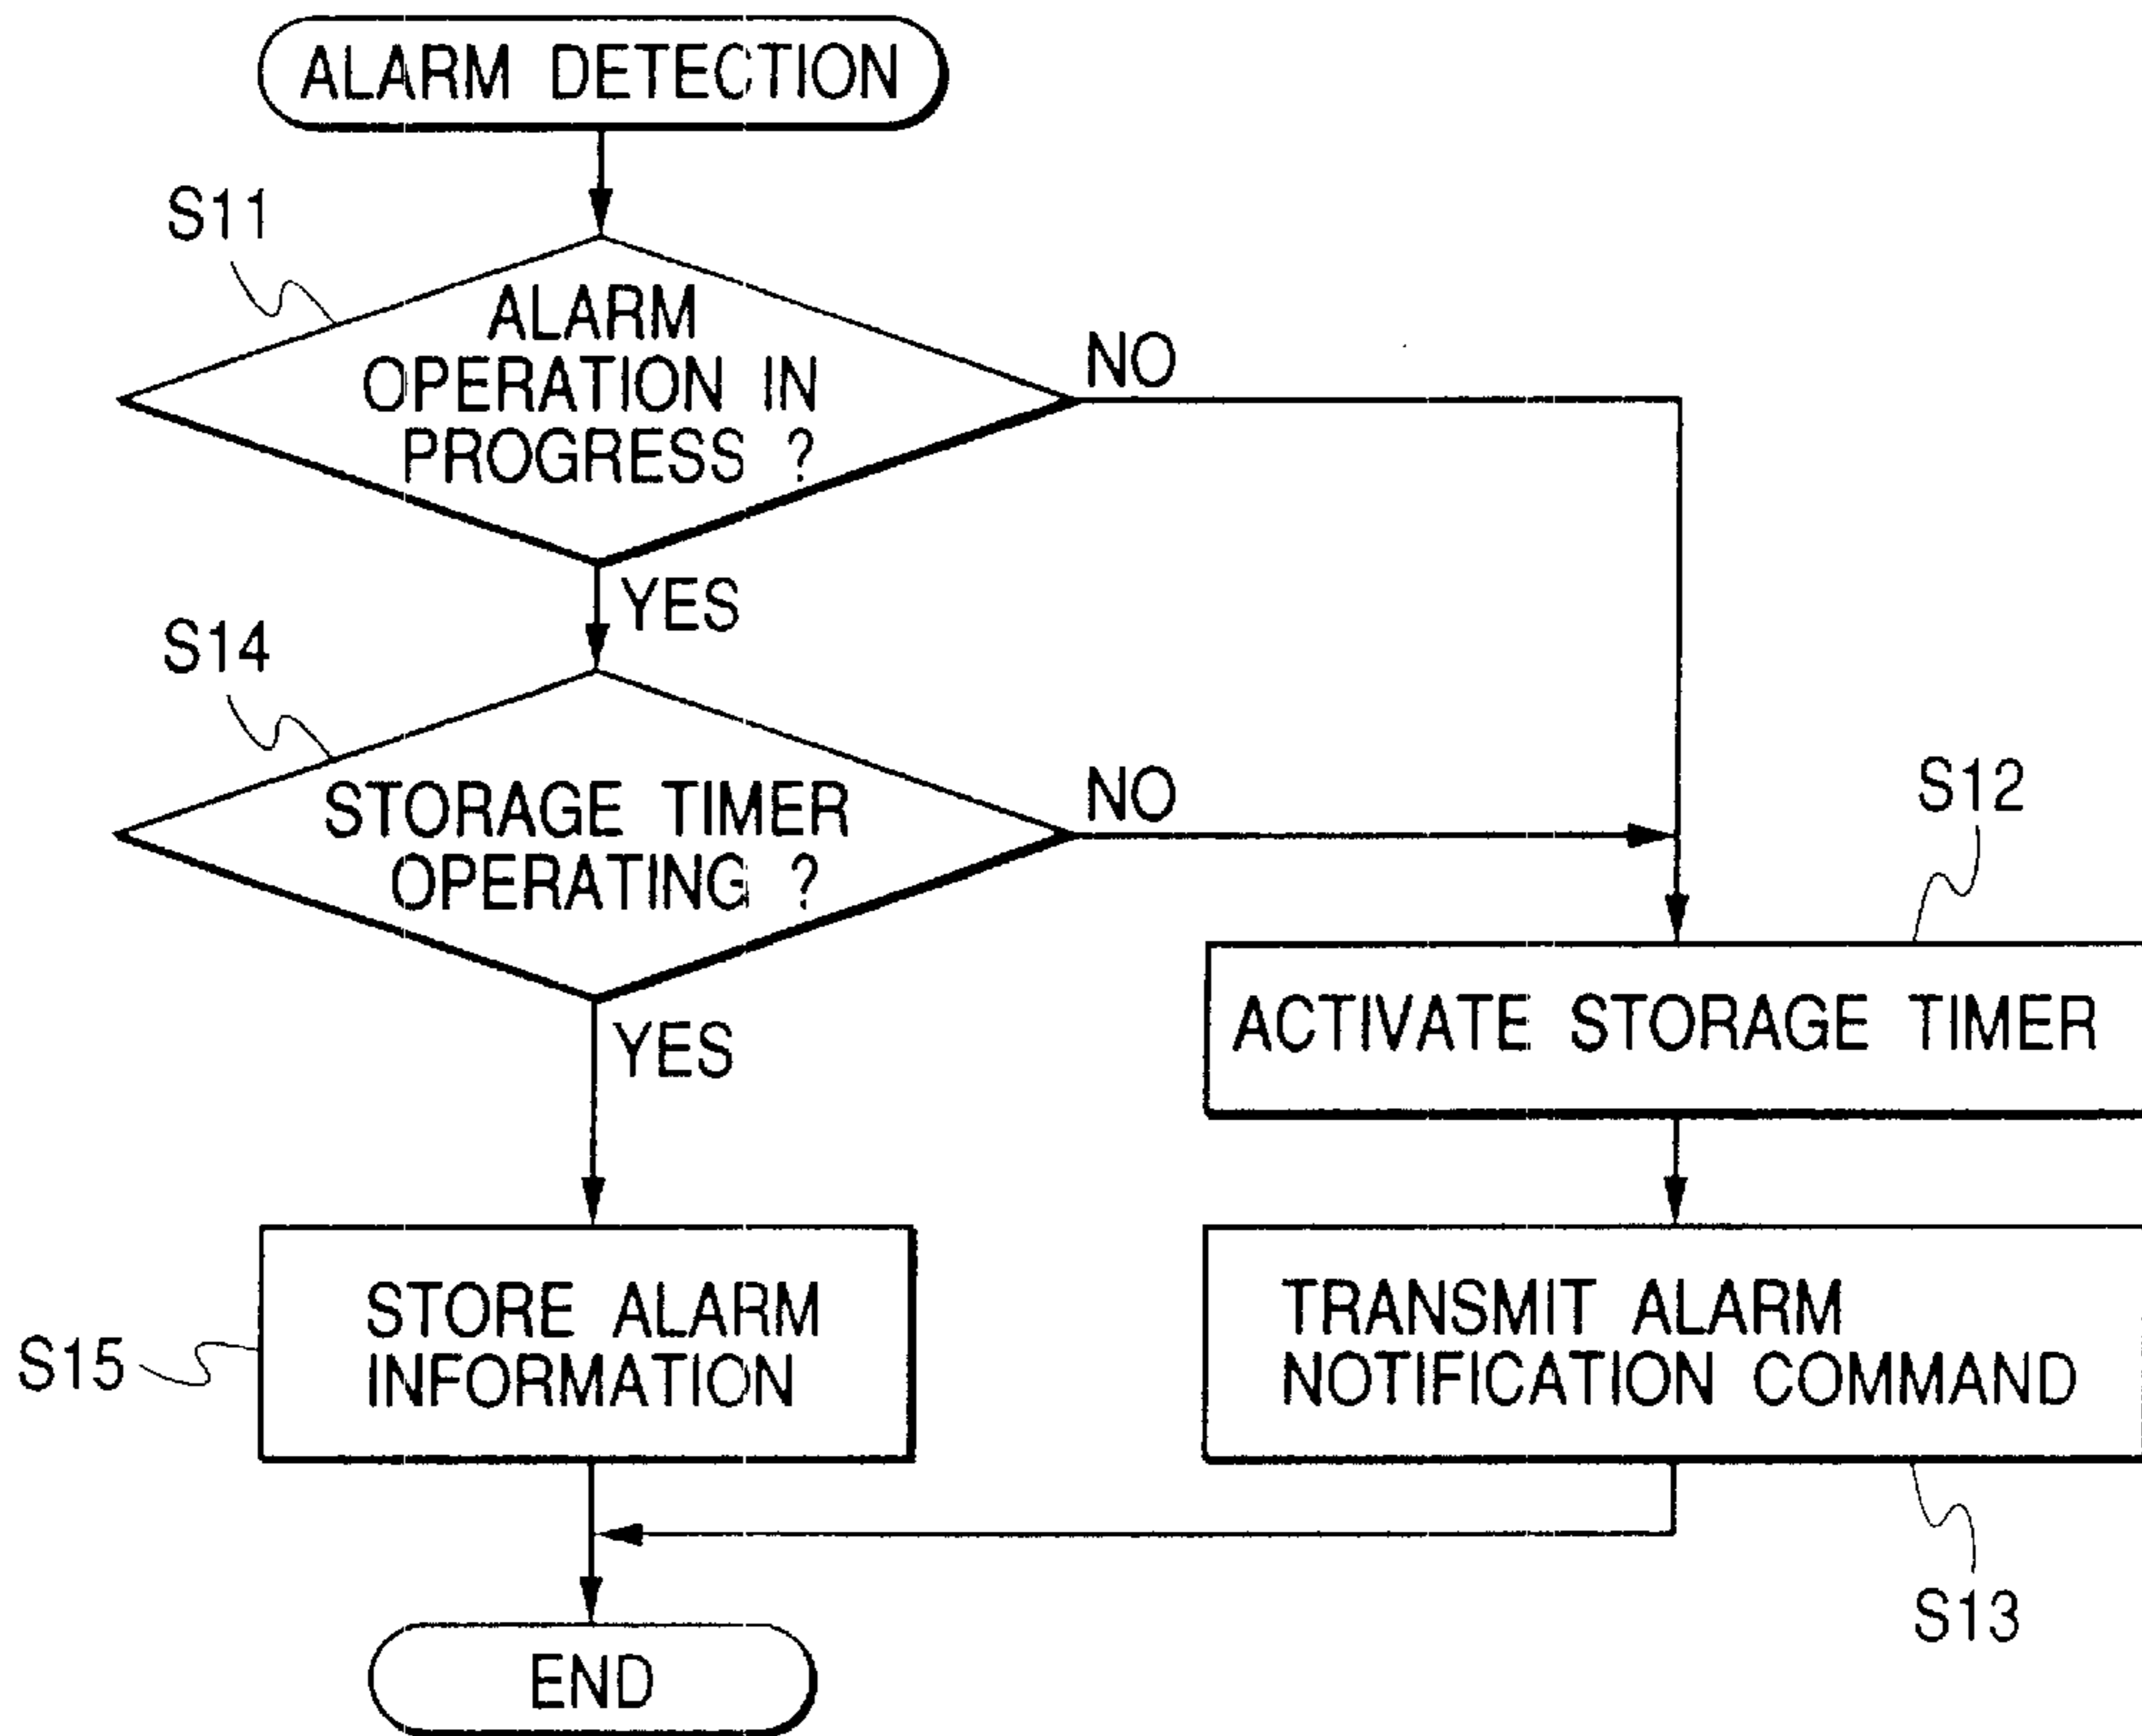 ALARM DETECTION
S11
ALARM
OPERATION IN
PROGRESS ?
NO
YES
S14
STORAGE TIMER
OPERATING ?
NO
S12
YES
ACTIVATE STORAGE TIMER
STORE ALARM
INFORMATION
S15
TRANSMIT ALARM
NOTIFICATION COMMAND
S13
END